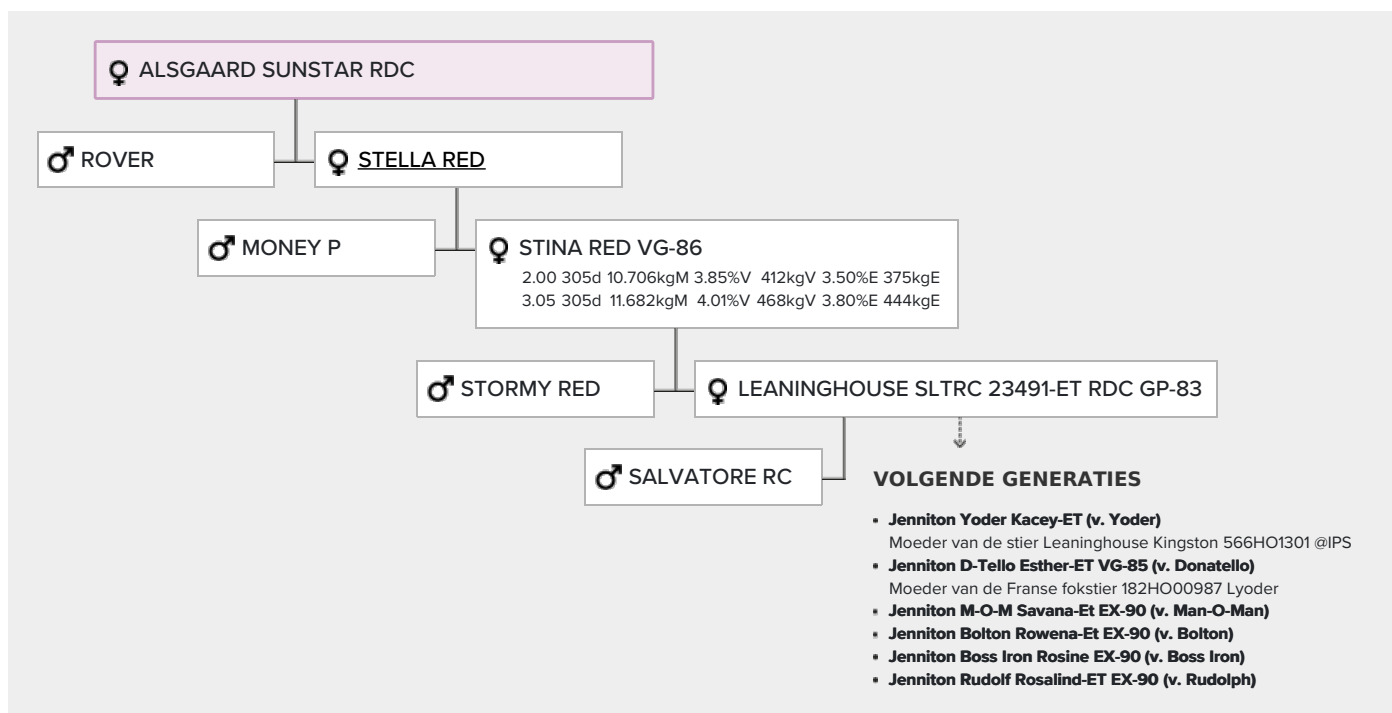 ALSGAARD SUNSTAR RDC
ROVER
STELLA RED
MONEY P
STINA RED VG-86
2.00 305d 10.706kgM 3.85%V 412kgV 3.50%E 375kgE
3.05 305d 11.682kgM 4.01%V 468kgV 3.80%E 444kgE
STORMY RED
LEANINGHOUSE SLTRC 23491-ET RDC GP-83
SALVATORE RC
VOLGENDE GENERATIES
Jenniton Yoder Kacey-ET (v. Yoder)
Moeder van de stier Leaninghouse Kingston 566HO1301 @IPS
Jenniton D-Tello Esther-ET VG-85 (v. Donatello)
Moeder van de Franse fokstier 182HO00987 Lyoder
Jenniton M-O-M Savana-Et EX-90 (v. Man-O-Man)
Jenniton Bolton Rowena-Et EX-90 (v. Bolton)
Jenniton Boss Iron Rosine EX-90 (v. Boss Iron)
Jenniton Rudolf Rosalind-ET EX-90 (v. Rudolph)